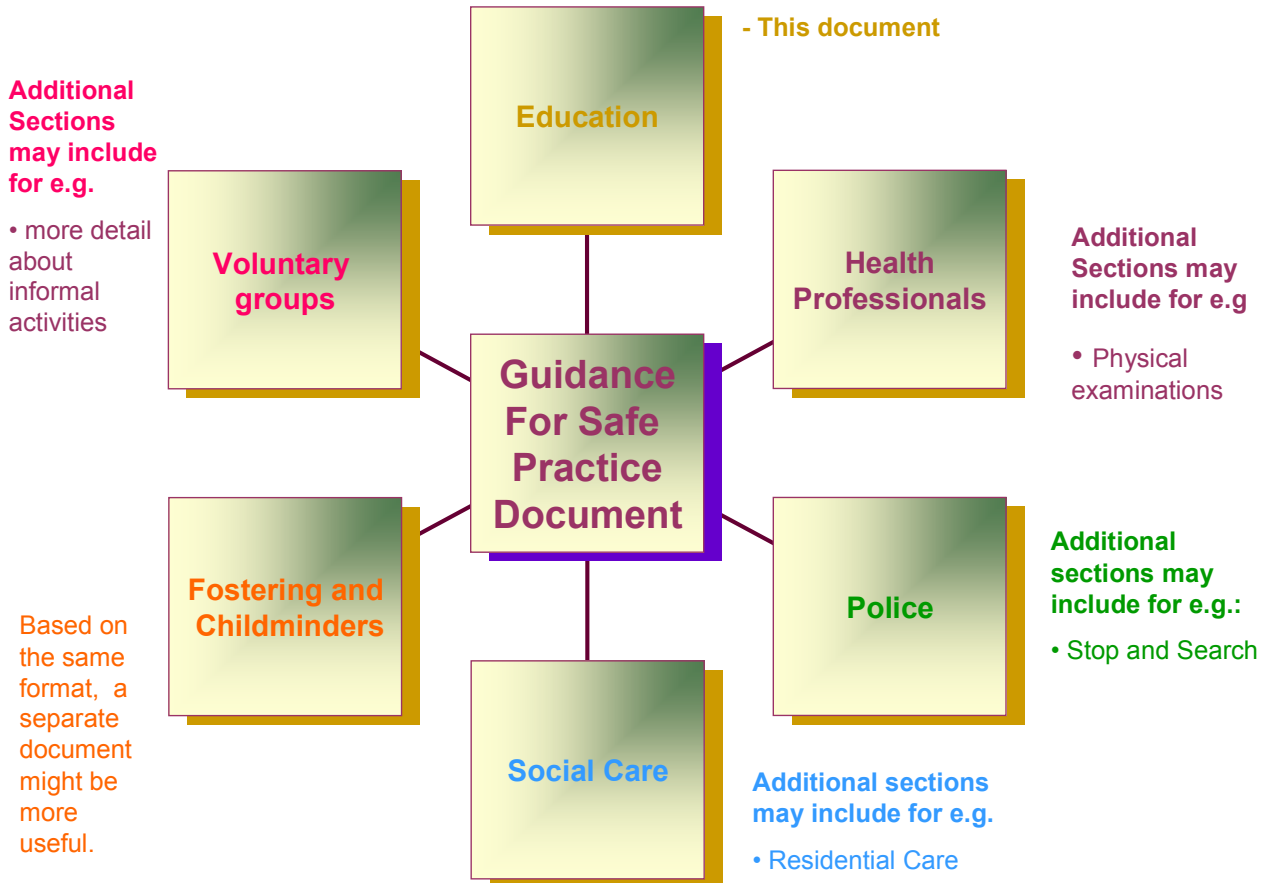 - This document
Education
Additional
Sections
may include
for e.g.
• more detail
about
informal
activities
Voluntary
groups
Health
Professionals
Additional
Sections may
include for e.g
• Physical
examinations
Guidance
For Safe
Practice
Document
Fostering and
Childminders
Based on
the same
format, a
separate
document
might be
more
useful.
Police
Additional
sections may
include for e.g.:
• Stop and Search
Social Care
Additional sections
may include for e.g.
• Residential Care